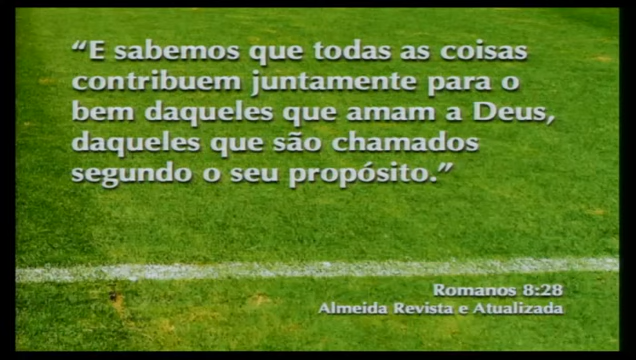 “E sabemos que todas as coisas
contribuem juntamente para o
bem daqueles que amam a Deus,
daqueles que são chamados
segundo o seu propósito.”
Romanos 8:28
Almeida Revista e Atualizada